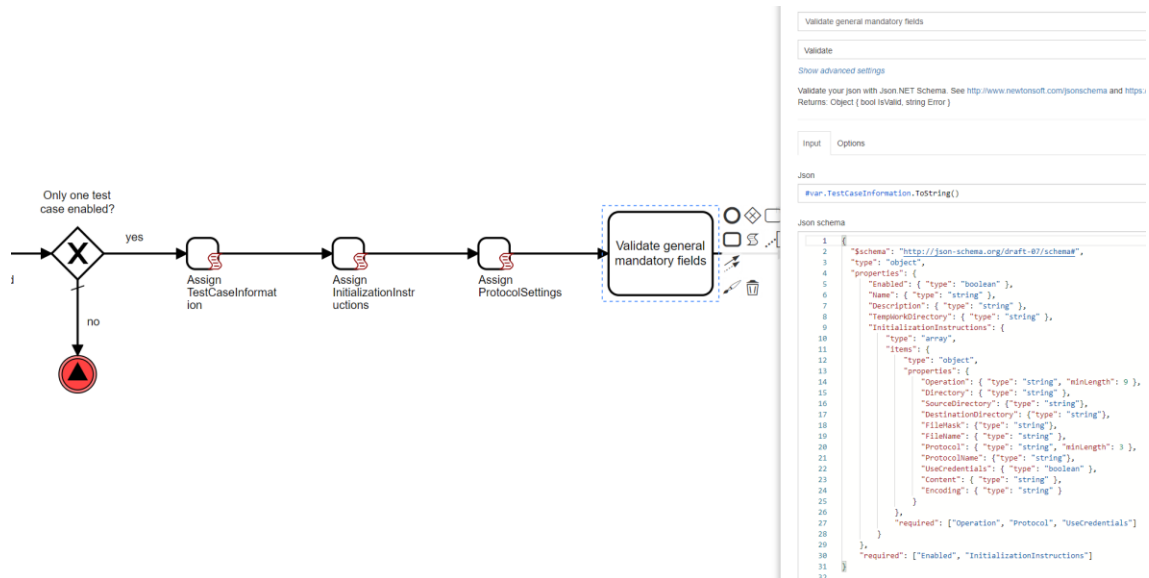 Only one test
case enabled?
yes
no
d
Assign
TestCaseInformat
ion
Assign
InitializationInstr
uctions
Assign
ProtocolSettings
Validate general
mandatory fields
Validate general mandatory fields
Validate
Show advanced settings
Validate your json with Json.NET Schema. See http://www.newtonsoft.com/jsonschema and https:/
Returns: Object { bool IsValid, string Error }
Input Options
Json
#var.TestCaseInformation.ToString()
Json schema
1 {
2 "$schema": "http://json-schema.org/draft-07/schema#",
3 "type": "object",
4 "properties": {
5 "Enabled": { "type": "boolean" },
6 "Name": { "type": "string" },
7 "Description": { "type": "string" },
8 "TempWorkDirectory": { "type": "string" },
9 "InitializationInstructions": {
10 "type": "array",
11 "items": {
12 "type": "object",
13 "properties": {
14 "Operation": { "type": "string", "minLength": 9 },
15 "Directory": { "type": "string" },
16 "SourceDirectory": {"type": "string"},
17 "DestinationDirectory": {"type": "string"},
18 "FileMask": {"type": "string"},
19 "FileName": { "type": "string" },
20 "Protocol": { "type": "string", "minLength": 3 },
21 "ProtocolName": {"type": "string"},
22 "UseCredentials": { "type": "boolean" },
23 "Content": { "type": "string" },
24 "Encoding": { "type": "string" }
25 }
26 },
27 "required": ["Operation", "Protocol", "UseCredentials"]
28 }
29 },
30 "required": ["Enabled", "InitializationInstructions"]
31 }
32